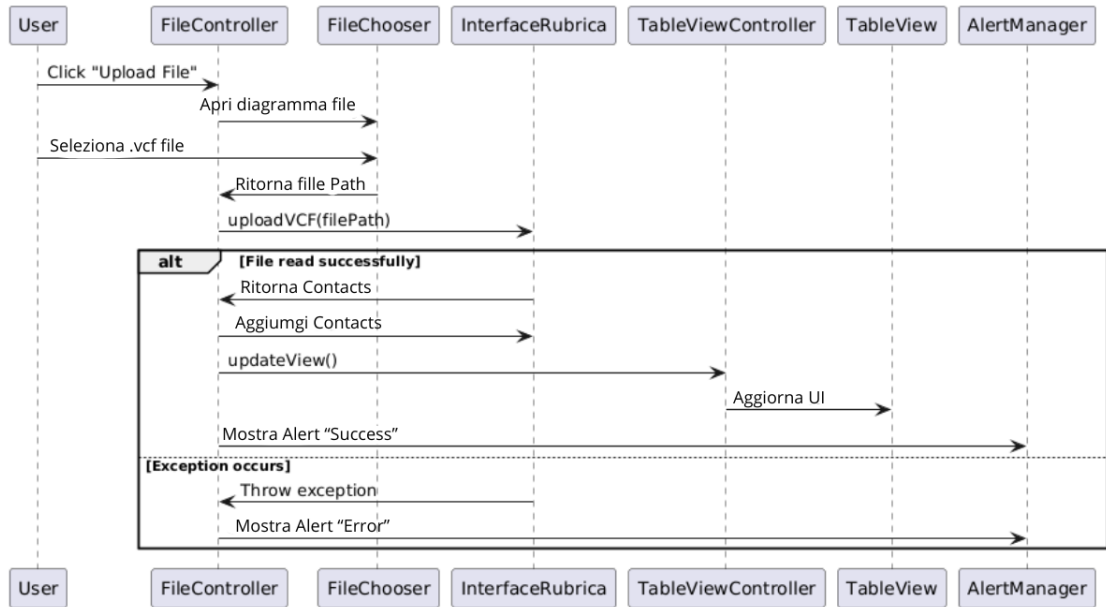 User FileController FileChooser InterfaceRubrica TableViewController TableView AlertManager
Click "Upload File"
Apri diagramma file
Seleziona .vcf file
Ritorna fille Path
uploadVCF(filePath)
alt [File read successfully]
Ritorna Contacts
Aggiumgi Contacts
updateView()
Aggiorna UI
Mostra Alert “Success”
[Exception occurs]
Throw exception
Mostra Alert “Error”
User FileController FileChooser InterfaceRubrica TableViewController TableView AlertManager